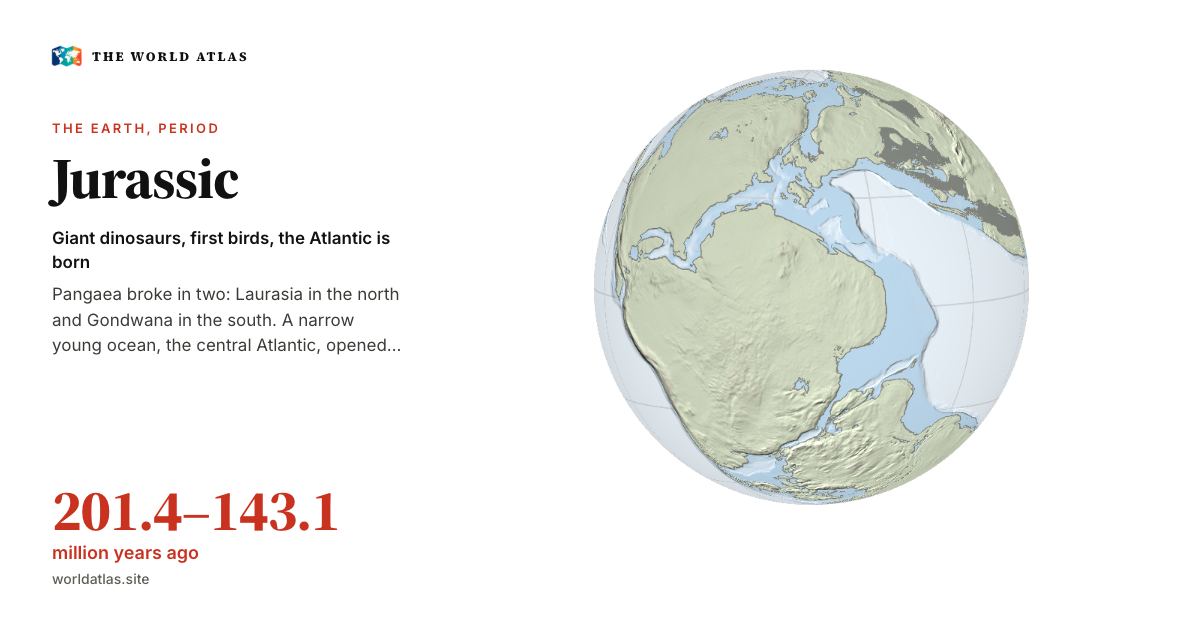 THE WORLD ATLAS
THE EARTH, PERIOD
Jurassic
Giant dinosaurs, first birds, the Atlantic is
born
Pangaea broke in two: Laurasia in the north
and Gondwana in the south. A narrow
young ocean, the central Atlantic, opened...
201.4–143.1
million years ago
worldatlas.site